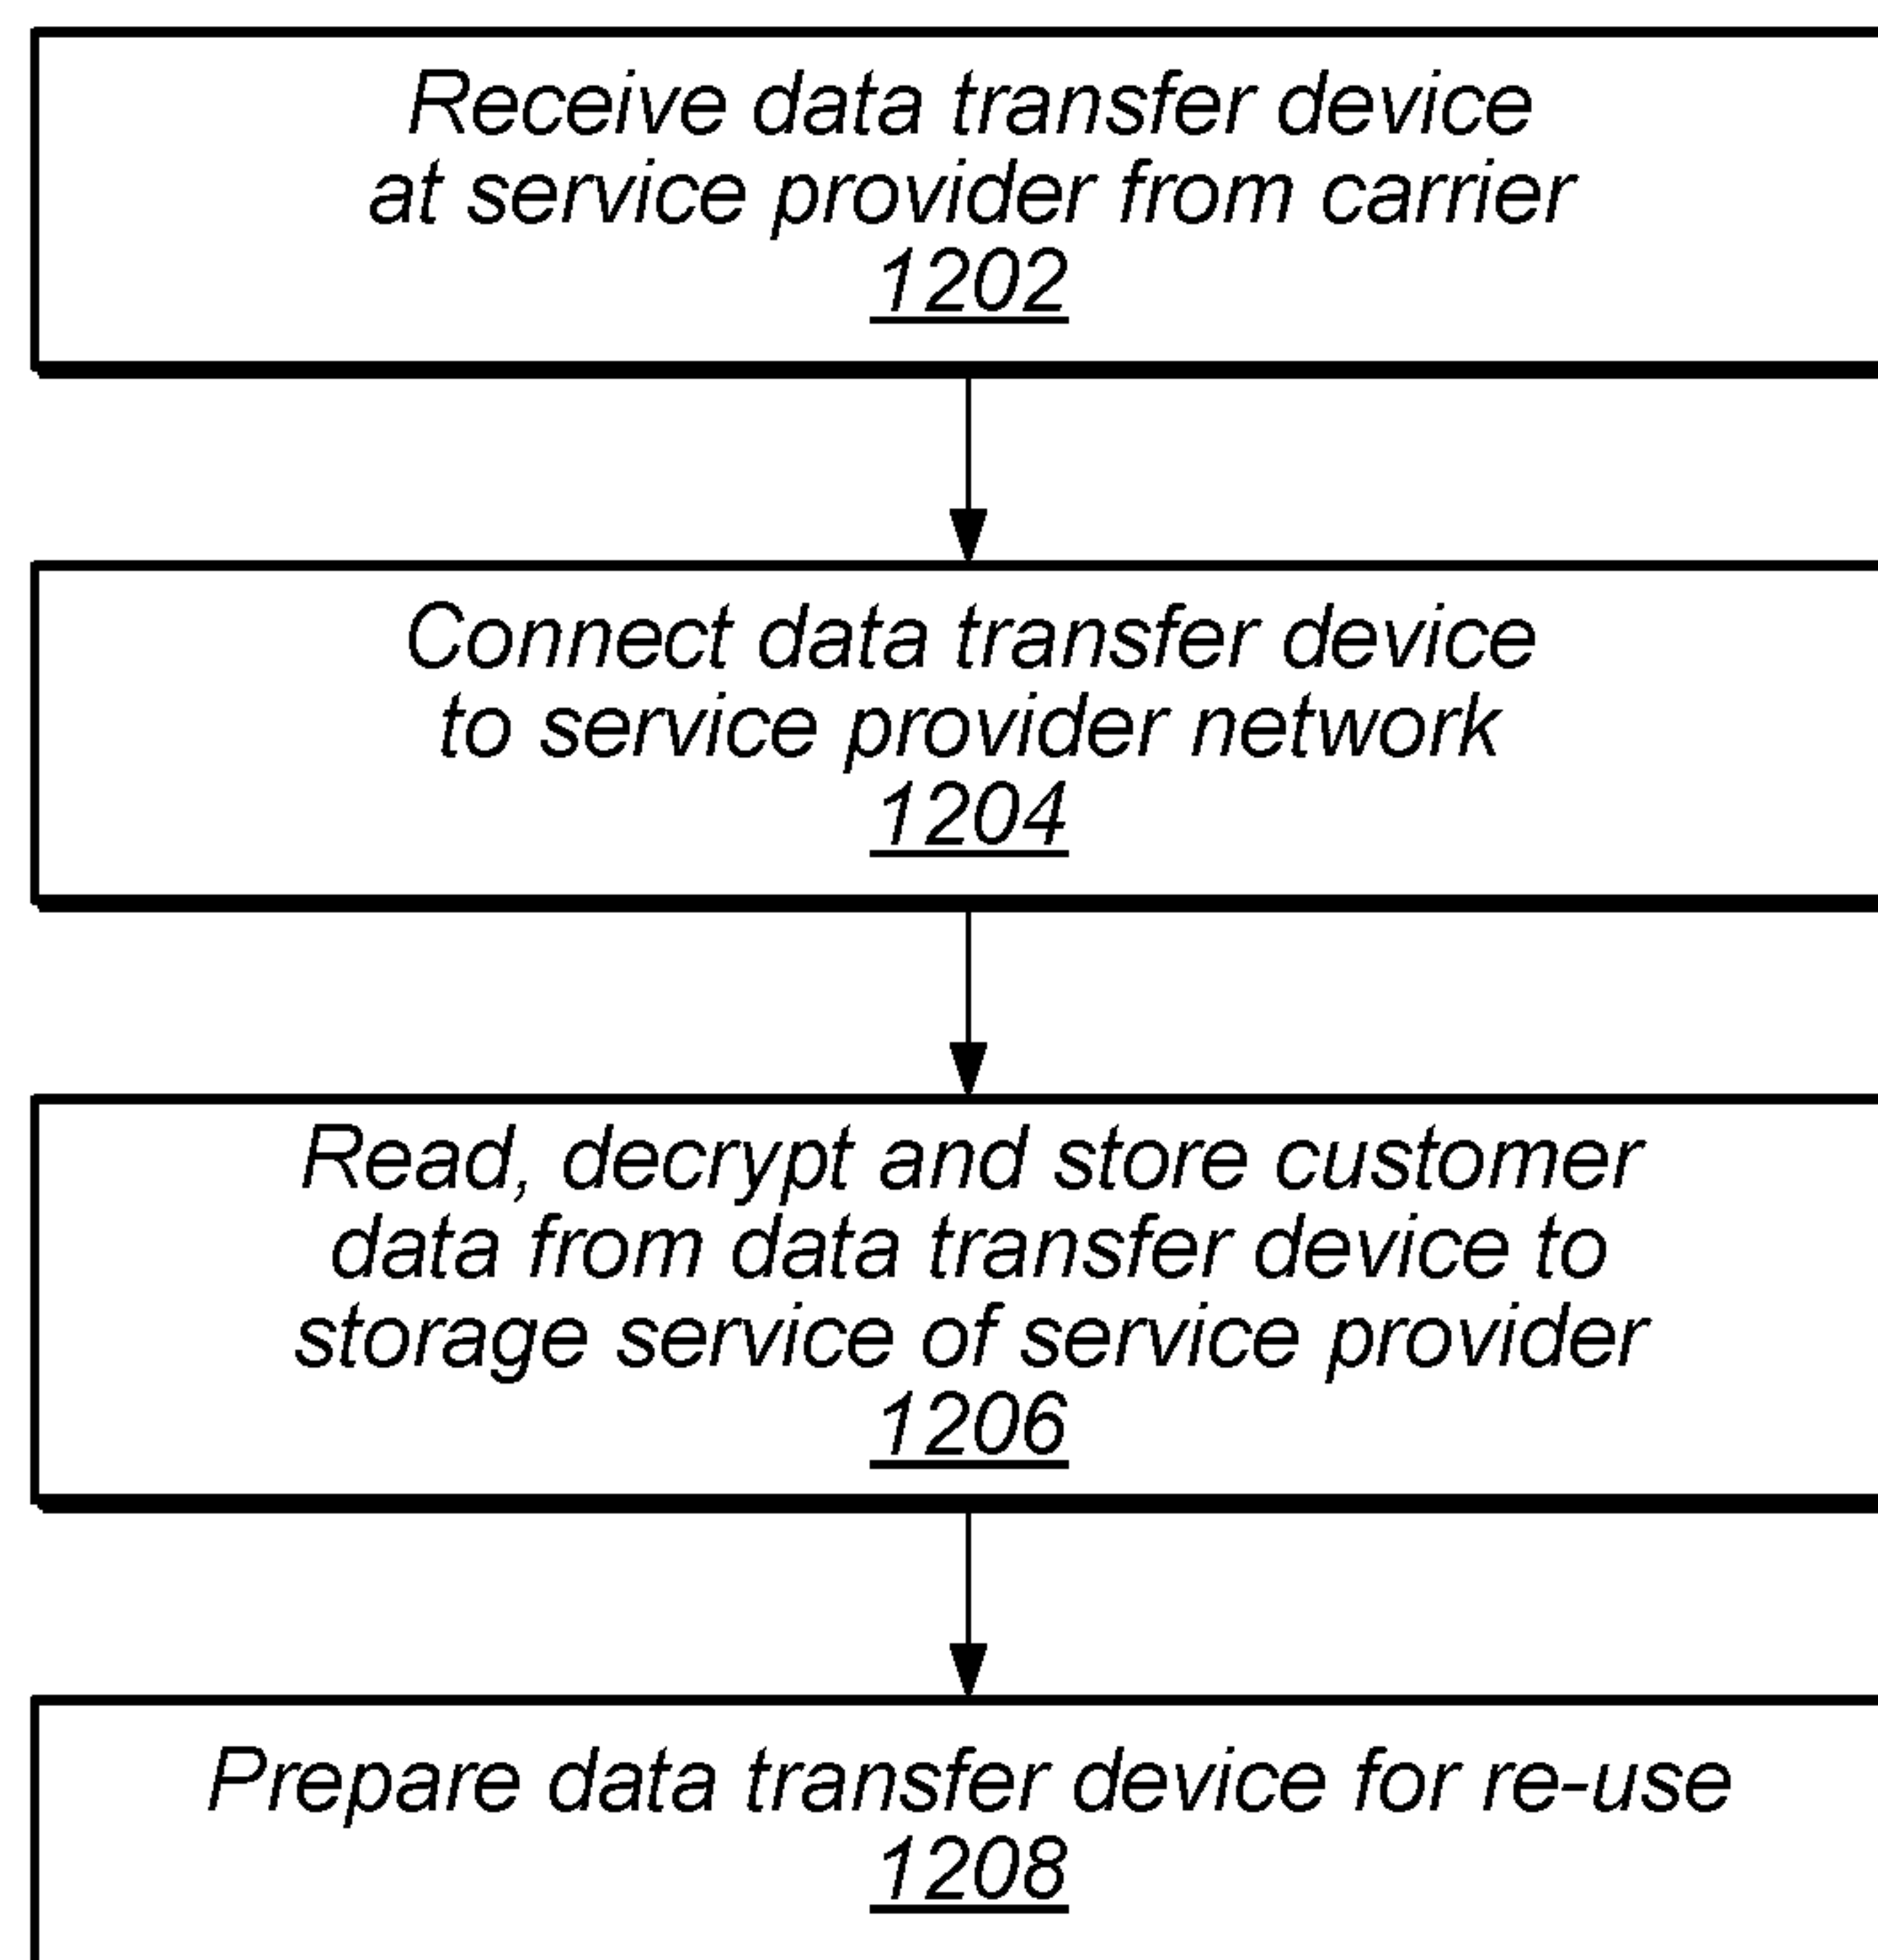 Receive data transfer device
at service provider from carrier
1202
Connect data transfer device
to service provider network
1204
Read, decrypt and store customer
data from data transfer device to
storage service of service provider
1206
Prepare data transfer device for re-use
1208